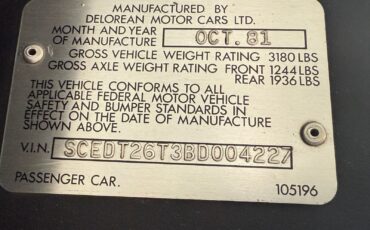 MANUFACTURED BY
DELOREAN MOTOR CARS LTD.
MONTH AND YEAR
OF MANUFACTURE OCT. 81
GROSS VEHICLE WEIGHT RATING 3180 LBS
GROSS AXLE WEIGHT RATING FRONT 1244 LBS
REAR 1936 LBS
THIS VEHICLE CONFORMS TO ALL
APPLICABLE FEDERAL MOTOR VEHICLE
SAFETY AND BUMPER STANDARDS IN
EFFECT ON THE DATE OF MANUFACTURE
SHOWN ABOVE.
V.I.N. SCEDT26T3BD004227
PASSENGER CAR. 105196